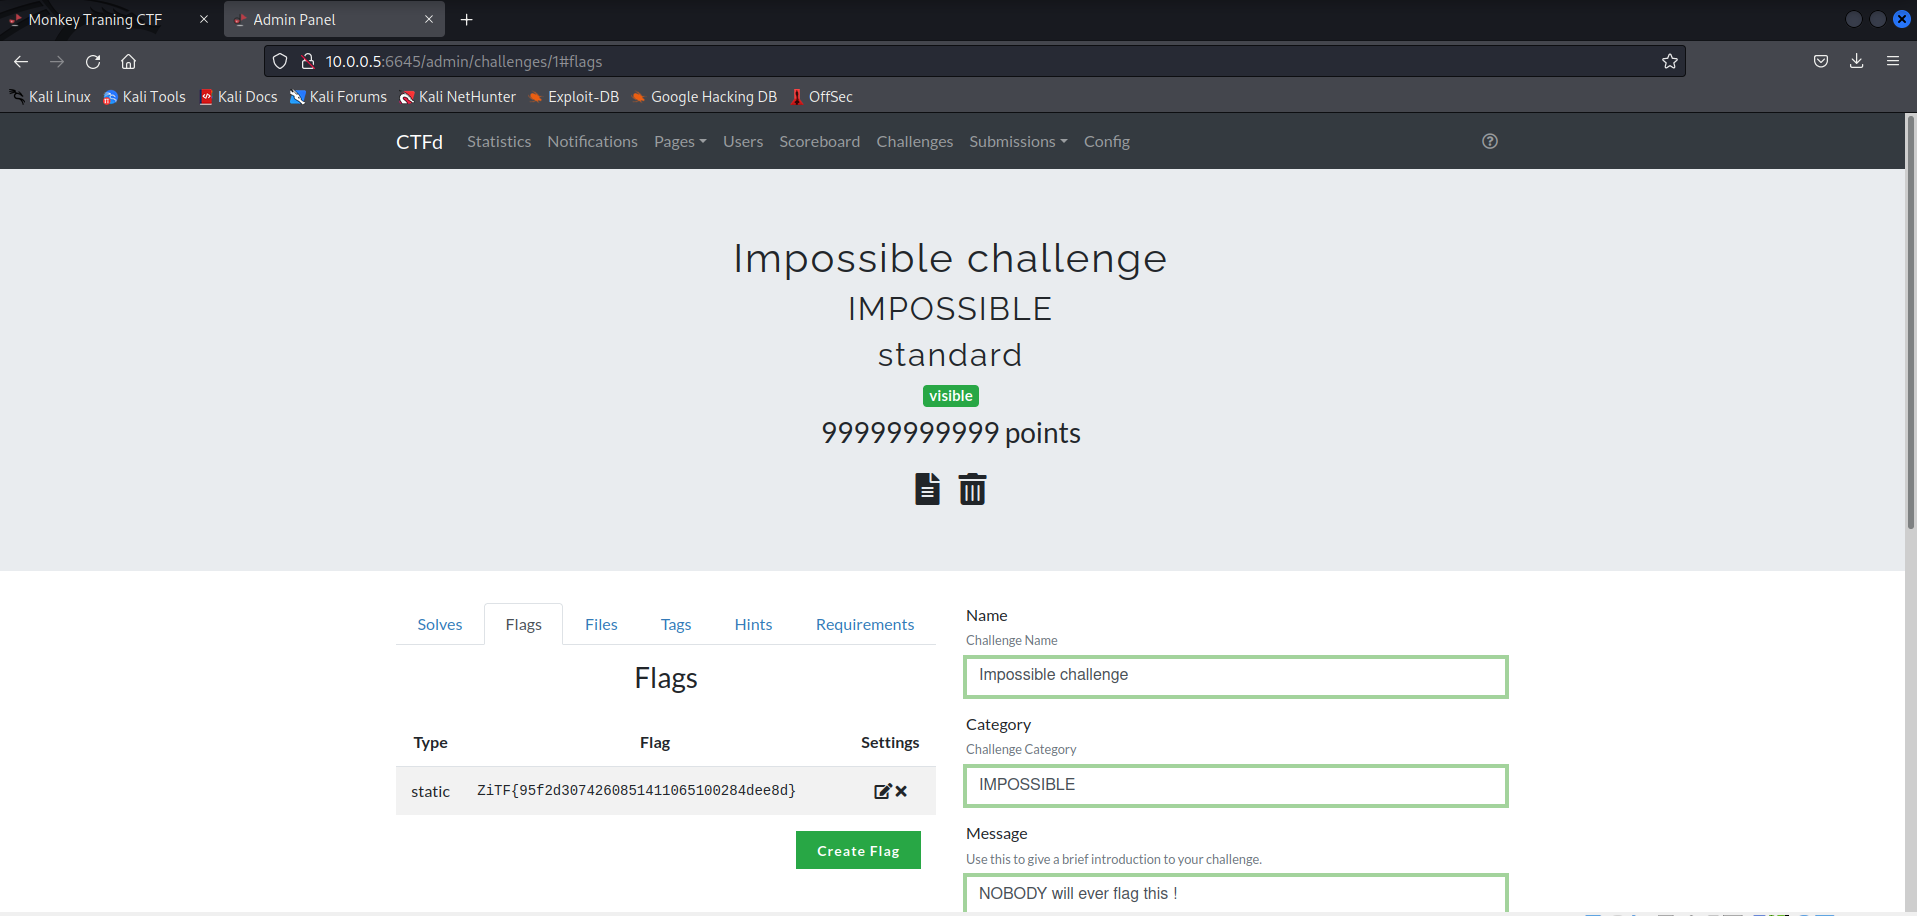 Monkey Traning CTF
Admin Panel
10.0.0.5:6645/admin/challenges/1#flags
Kali Linux Kali Tools Kali Docs Kali Forums Kali NetHunter Exploit-DB Google Hacking DB OffSec
CTFd Statistics Notifications Pages Users Scoreboard Challenges Submissions Config
Impossible challenge
IMPOSSIBLE
standard
visible
99999999999 points
Solves Flags Files Tags Hints Requirements
Flags
Type Flag Settings
static ZiTF{95f2d3074260851411065100284dee8d}
Create Flag
Name
Challenge Name
Impossible challenge
Category
Challenge Category
IMPOSSIBLE
Message
Use this to give a brief introduction to your challenge.
NOBODY will ever flag this !